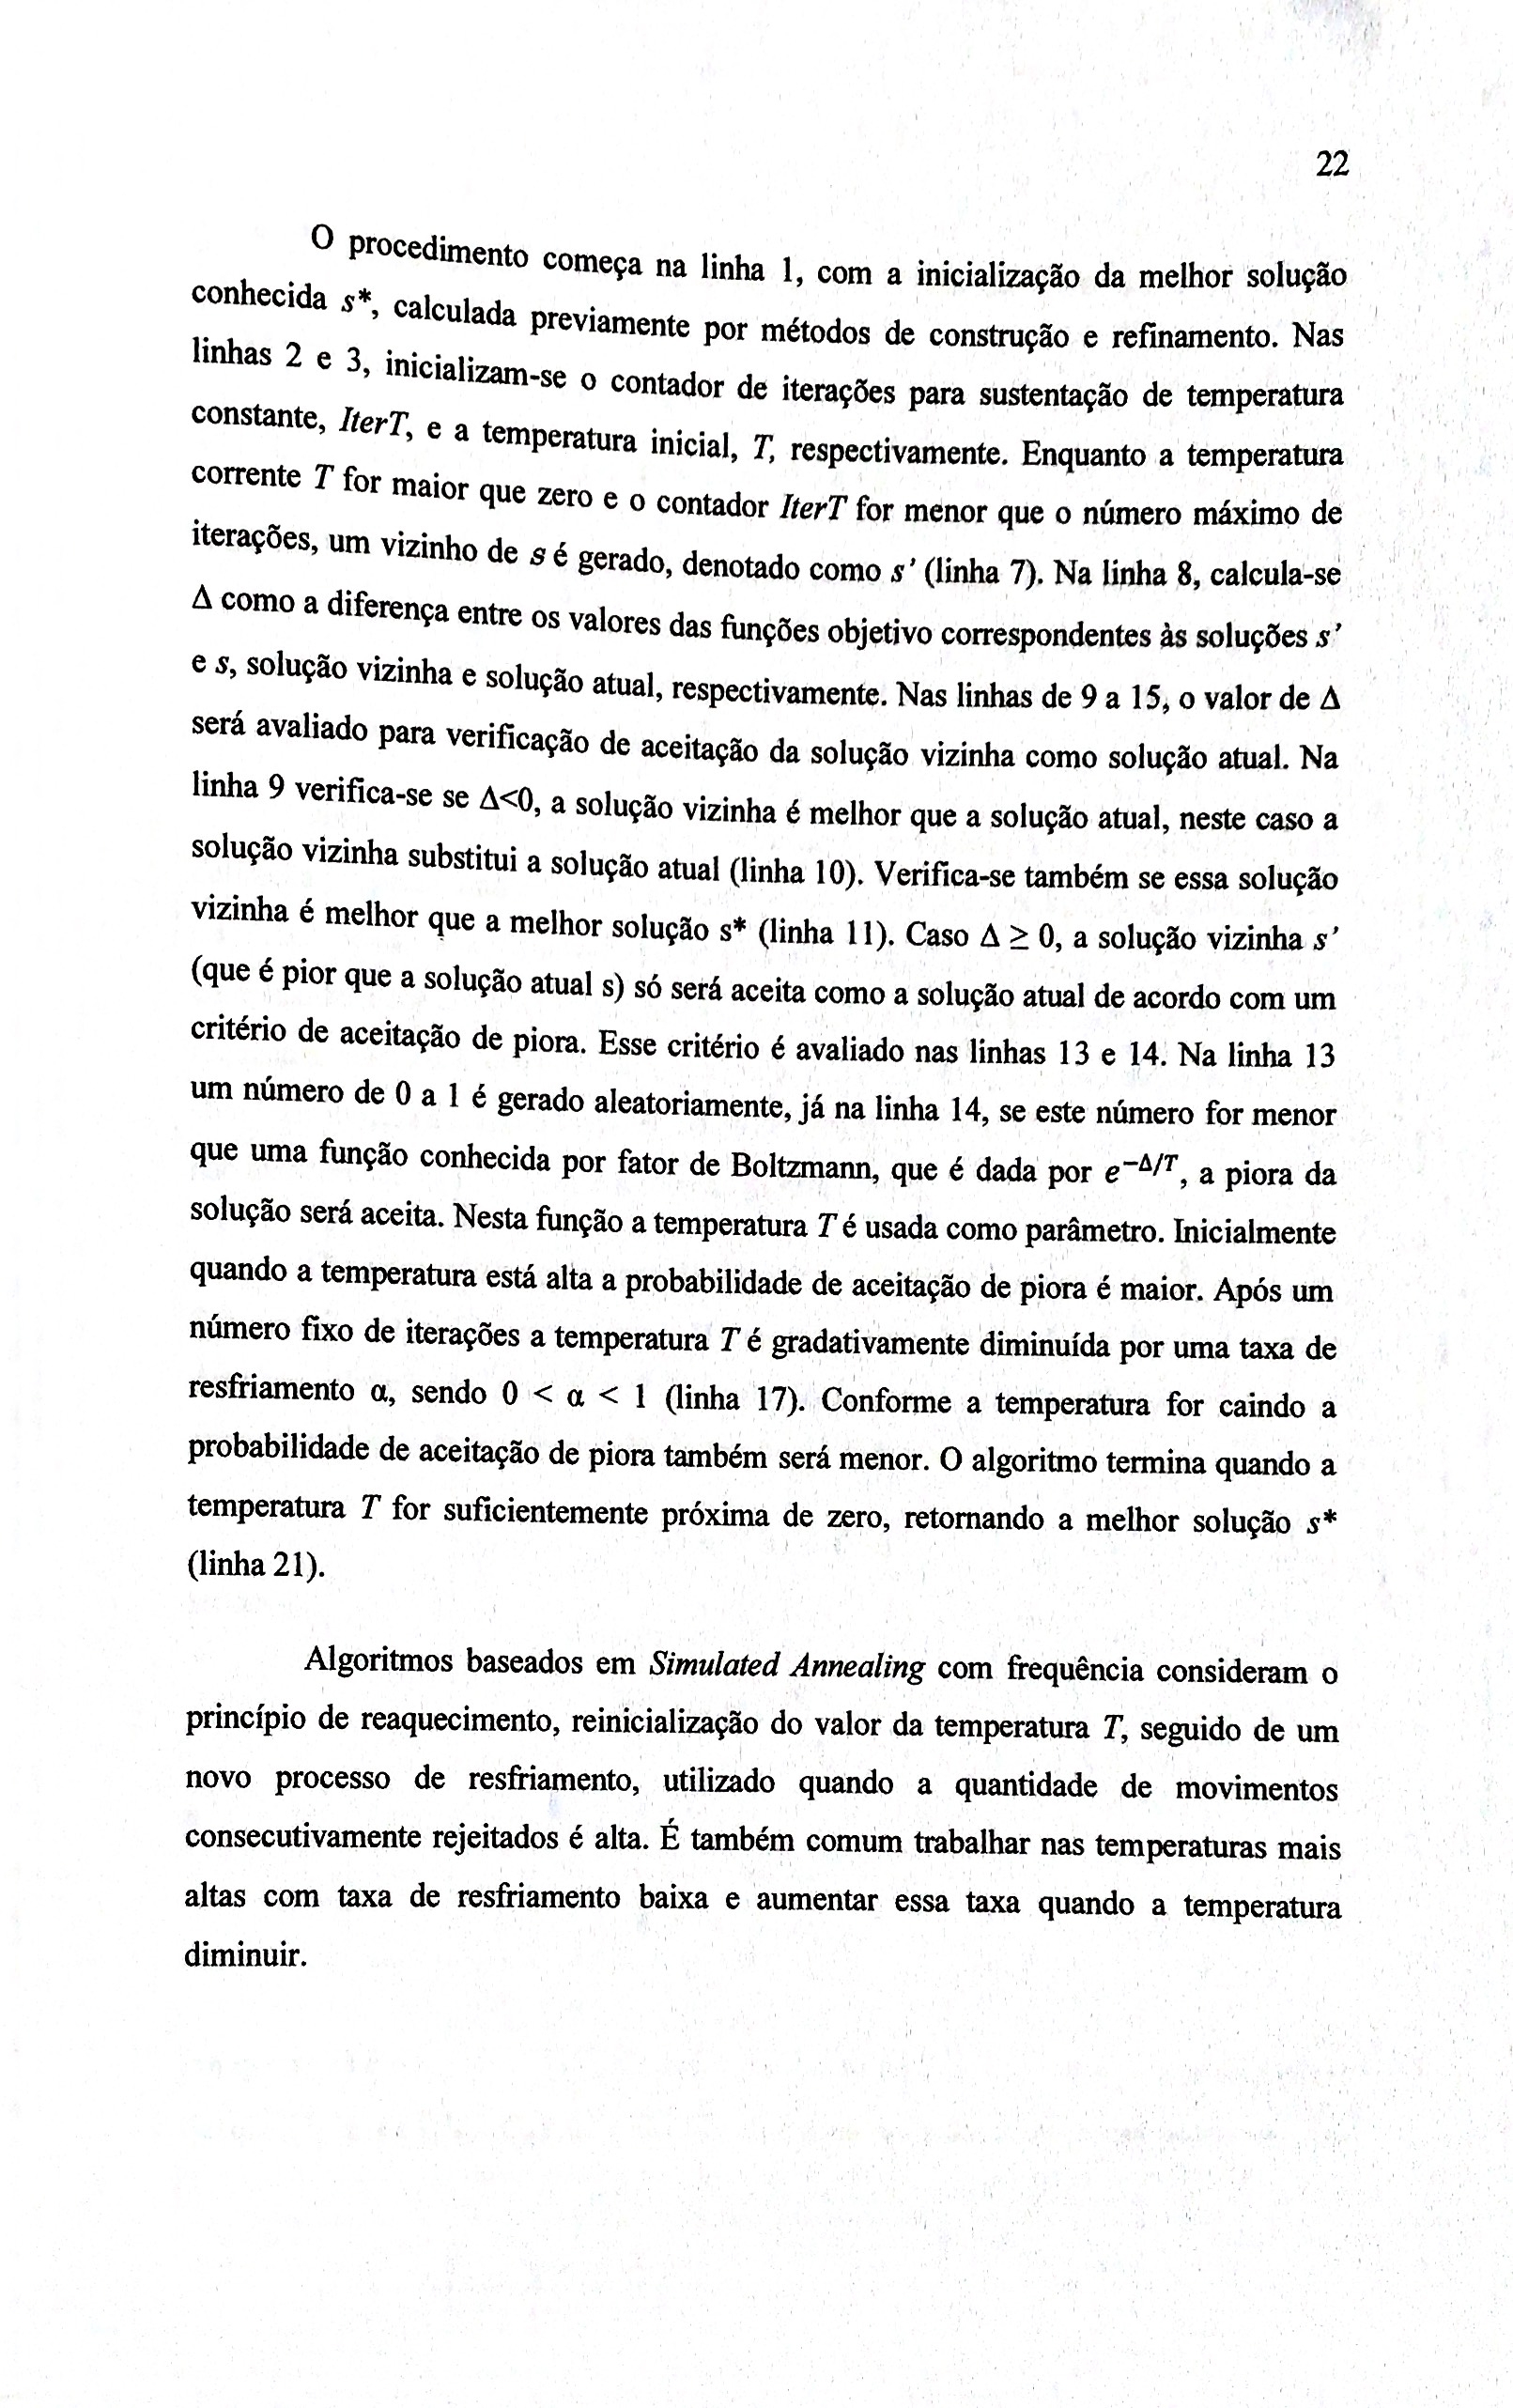 22
O procedimento começa na linha 1, com a inicialização da melhor solução
conhecida s*, calculada previamente por métodos de construção e refinamento. Nas
linhas 2 e 3, inicializam-se o contador de iterações para sustentação de temperatura
constante, IterT, e a temperatura inicial, T, respectivamente. Enquanto a temperatura
corrente T for maior que zero e o contador IterT for menor que o número máximo de
iterações, um vizinho de s é gerado, denotado como s’ (linha 7). Na linha 8, calcula-se
Δ como a diferença entre os valores das funções objetivo correspondentes às soluções s’
e s, solução vizinha e solução atual, respectivamente. Nas linhas de 9 a 15, o valor de Δ
será avaliado para verificação de aceitação da solução vizinha como solução atual. Na
linha 9 verifica-se se Δ<0, a solução vizinha é melhor que a solução atual, neste caso a
solução vizinha substitui a solução atual (linha 10). Verifica-se também se essa solução
vizinha é melhor que a melhor solução s* (linha 11). Caso Δ ≥ 0, a solução vizinha s’
(que é pior que a solução atual s) só será aceita como a solução atual de acordo com um
critério de aceitação de piora. Esse critério é avaliado nas linhas 13 e 14. Na linha 13
um número de 0 a 1 é gerado aleatoriamente, já na linha 14, se este número for menor
que uma função conhecida por fator de Boltzmann, que é dada por e^{−Δ/T}, a piora da
solução será aceita. Nesta função a temperatura T é usada como parâmetro. Inicialmente
quando a temperatura está alta a probabilidade de aceitação de piora é maior. Após um
número fixo de iterações a temperatura T é gradativamente diminuída por uma taxa de
resfriamento α, sendo 0 < α < 1 (linha 17). Conforme a temperatura for caindo a
probabilidade de aceitação de piora também será menor. O algoritmo termina quando a
temperatura T for suficientemente próxima de zero, retornando a melhor solução s*
(linha 21).
Algoritmos baseados em Simulated Annealing com frequência consideram o
princípio de reaquecimento, reinicialização do valor da temperatura T, seguido de um
novo processo de resfriamento, utilizado quando a quantidade de movimentos
consecutivamente rejeitados é alta. É também comum trabalhar nas temperaturas mais
altas com taxa de resfriamento baixa e aumentar essa taxa quando a temperatura
diminuir.